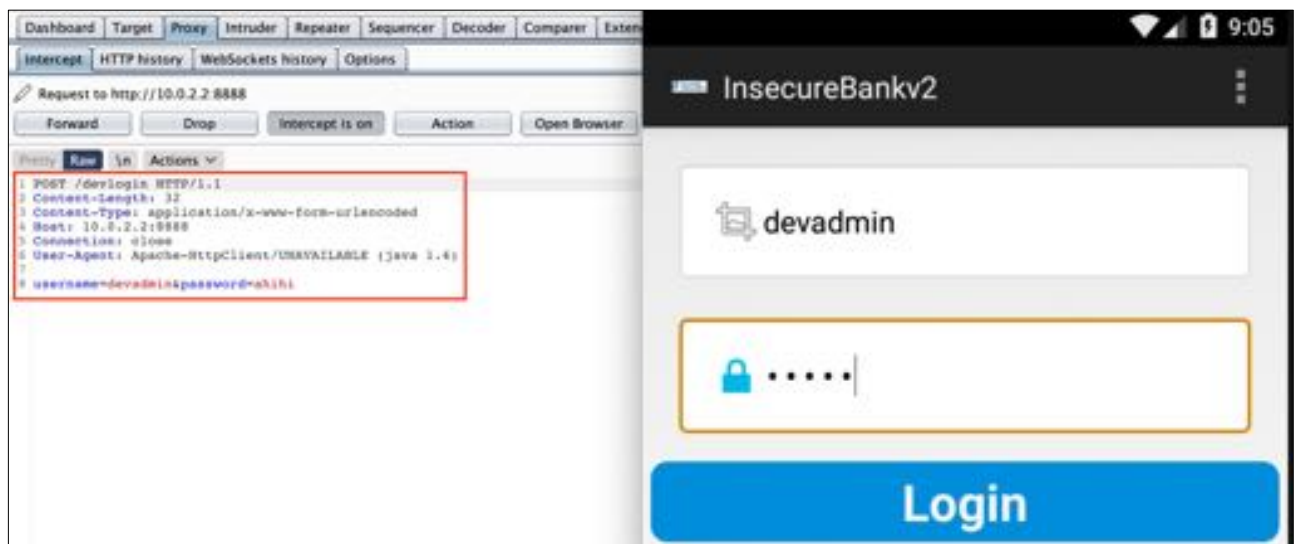 Dashboard Target Proxy Intruder Repeater Sequencer Decoder Comparer Exten
Intercept HTTP history WebSockets history Options
Request to http://10.0.2.2:8888
Forward Drop Intercept is on Action Open Browser
Pretty Raw \n Actions
1 POST /devlogin HTTP/1.1
2 Content-Length: 32
3 Content-Type: application/x-www-form-urlencoded
4 Host: 10.0.2.2:8888
5 Connection: close
6 User-Agent: Apache-HttpClient/UNAVAILABLE (java 1.4)
7
8 username=devadmin&password=ahihi
9:05
InsecureBankv2
devadmin
•••••
Login